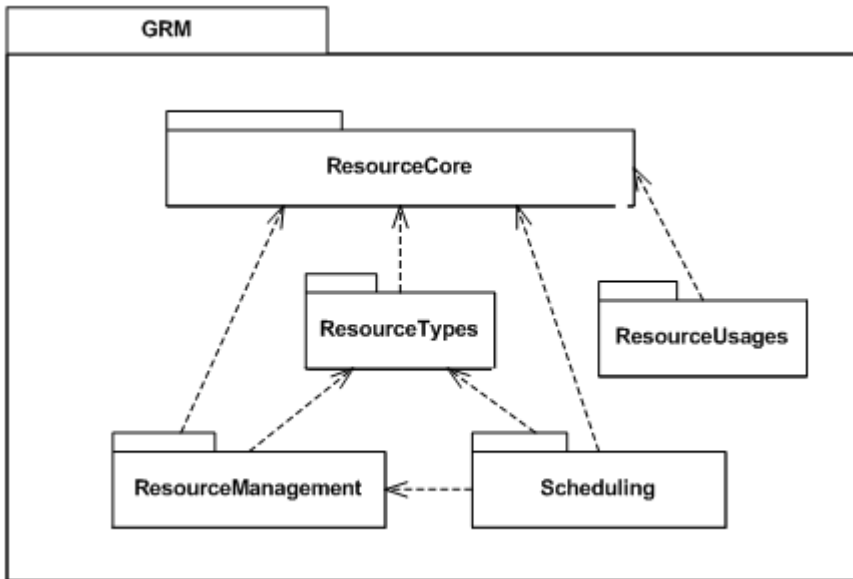 GRM
ResourceCore
ResourceTypes
ResourceUsages
ResourceManagement
Scheduling